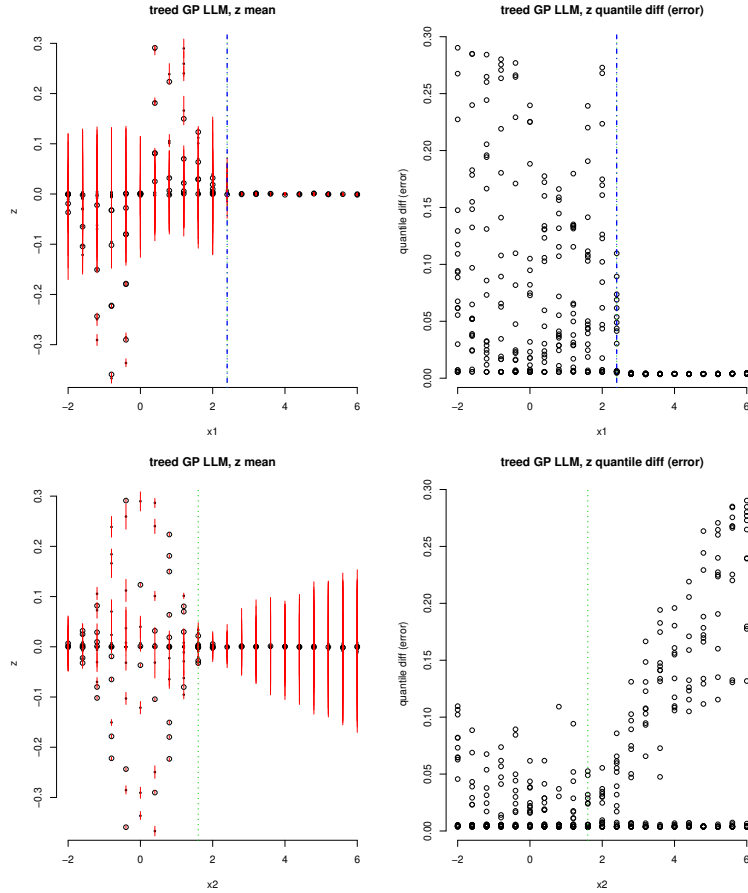 treed GP LLM, z mean
z
0.3
0.2
0.1
0.0
−0.1
−0.2
−0.3
−2 0 2 4 6
x1
treed GP LLM, z quantile diff (error)
quantile diff (error)
0.30
0.25
0.20
0.15
0.10
0.05
0.00
−2 0 2 4 6
x1
treed GP LLM, z mean
z
0.3
0.2
0.1
0.0
−0.1
−0.2
−0.3
−2 0 2 4 6
x2
treed GP LLM, z quantile diff (error)
quantile diff (error)
0.30
0.25
0.20
0.15
0.10
0.05
0.00
−2 0 2 4 6
x2